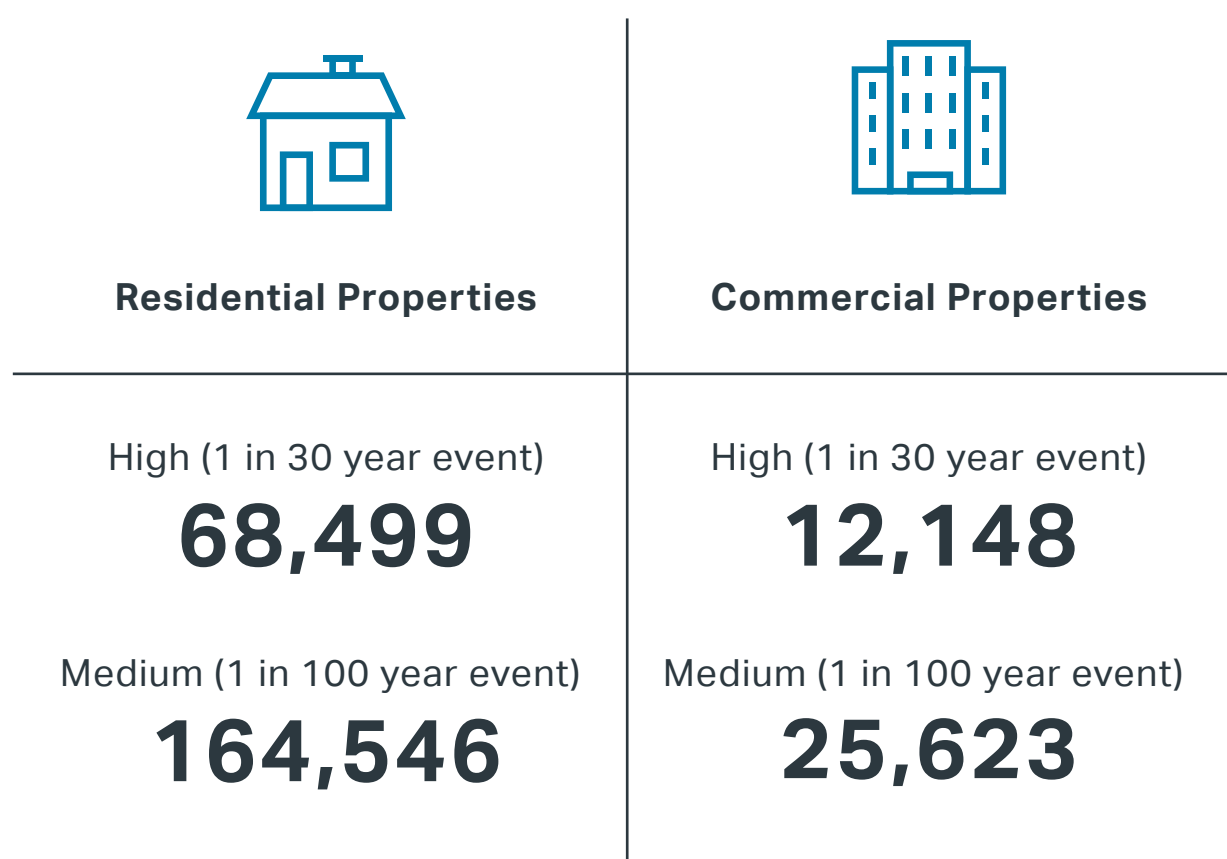 Residential Properties
Commercial Properties
High (1 in 30 year event)
68,499
Medium (1 in 100 year event)
164,546
High (1 in 30 year event)
12,148
Medium (1 in 100 year event)
25,623